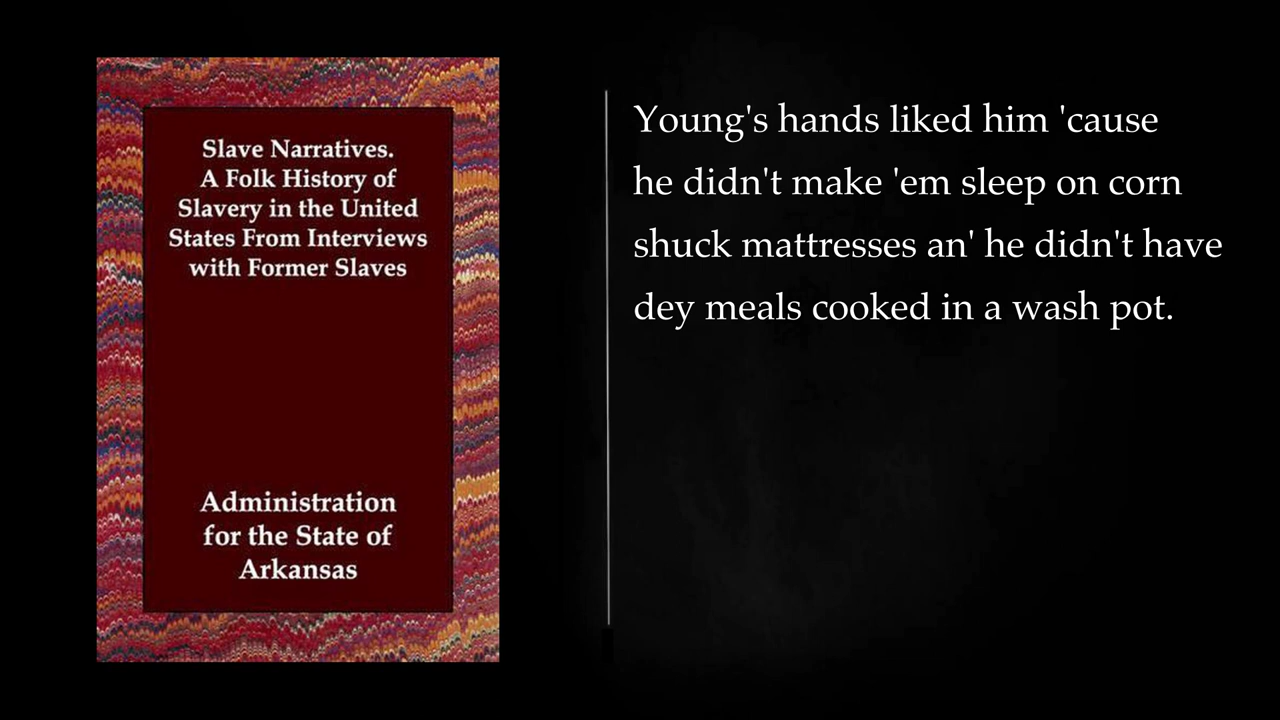 Slave Narratives.
A Folk History of
Slavery in the United
States From Interviews
with Former Slaves
Administration
for the State of
Arkansas
Young's hands liked him 'cause
he didn't make 'em sleep on corn
shuck mattresses an' he didn't have
dey meals cooked in a wash pot.